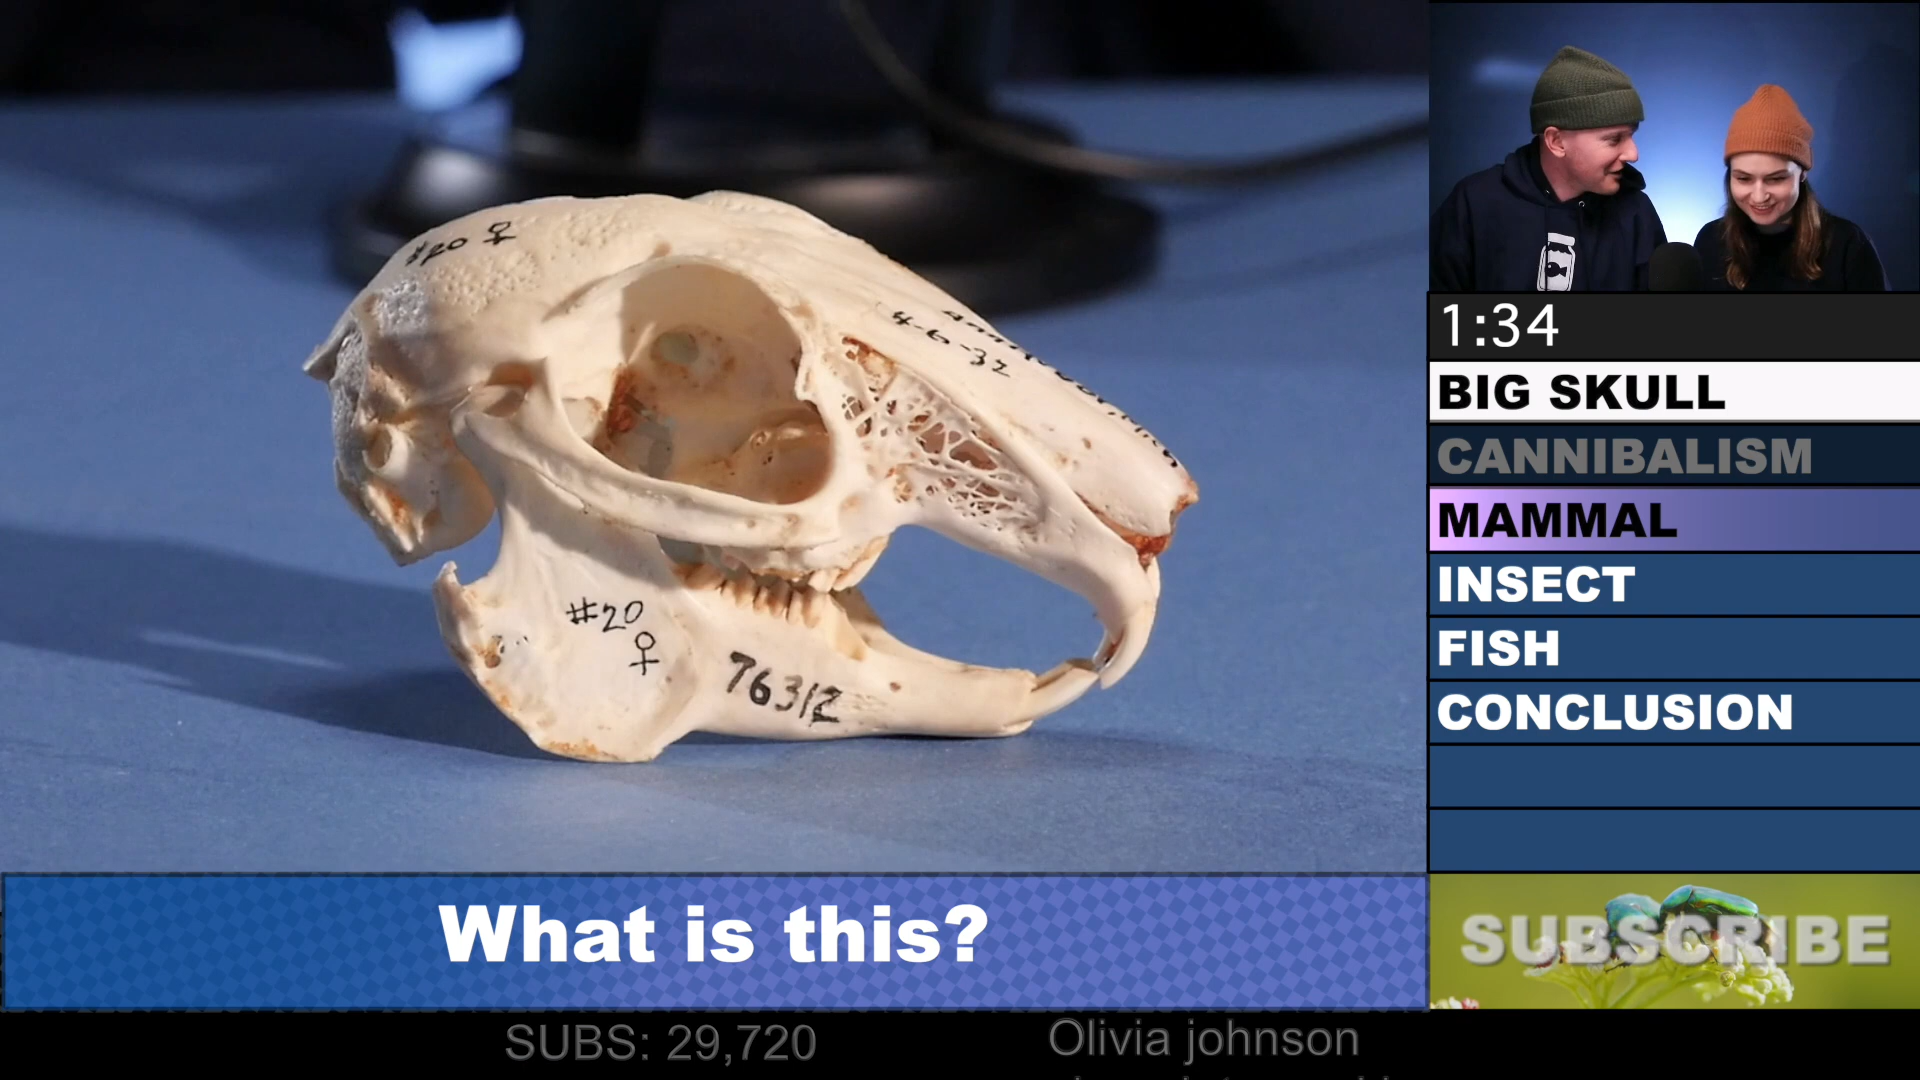 #20 ♀
4-6-32
#20
♀
76312
1:34
BIG SKULL
CANNIBALISM
MAMMAL
INSECT
FISH
CONCLUSION
What is this?
SUBSCRIBE
SUBS: 29,720
Olivia johnson